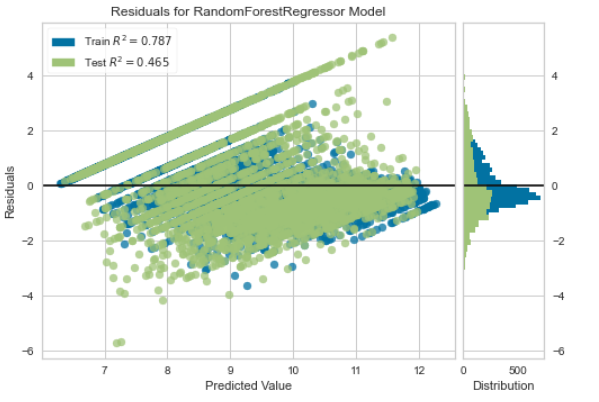 Residuals for RandomForestRegressor Model
Train R² = 0.787
Test R² = 0.465
Residuals
4
2
0
−2
−4
−6
7 8 9 10 11 12
Predicted Value
4
2
0
−2
−4
−6
0 500
Distribution